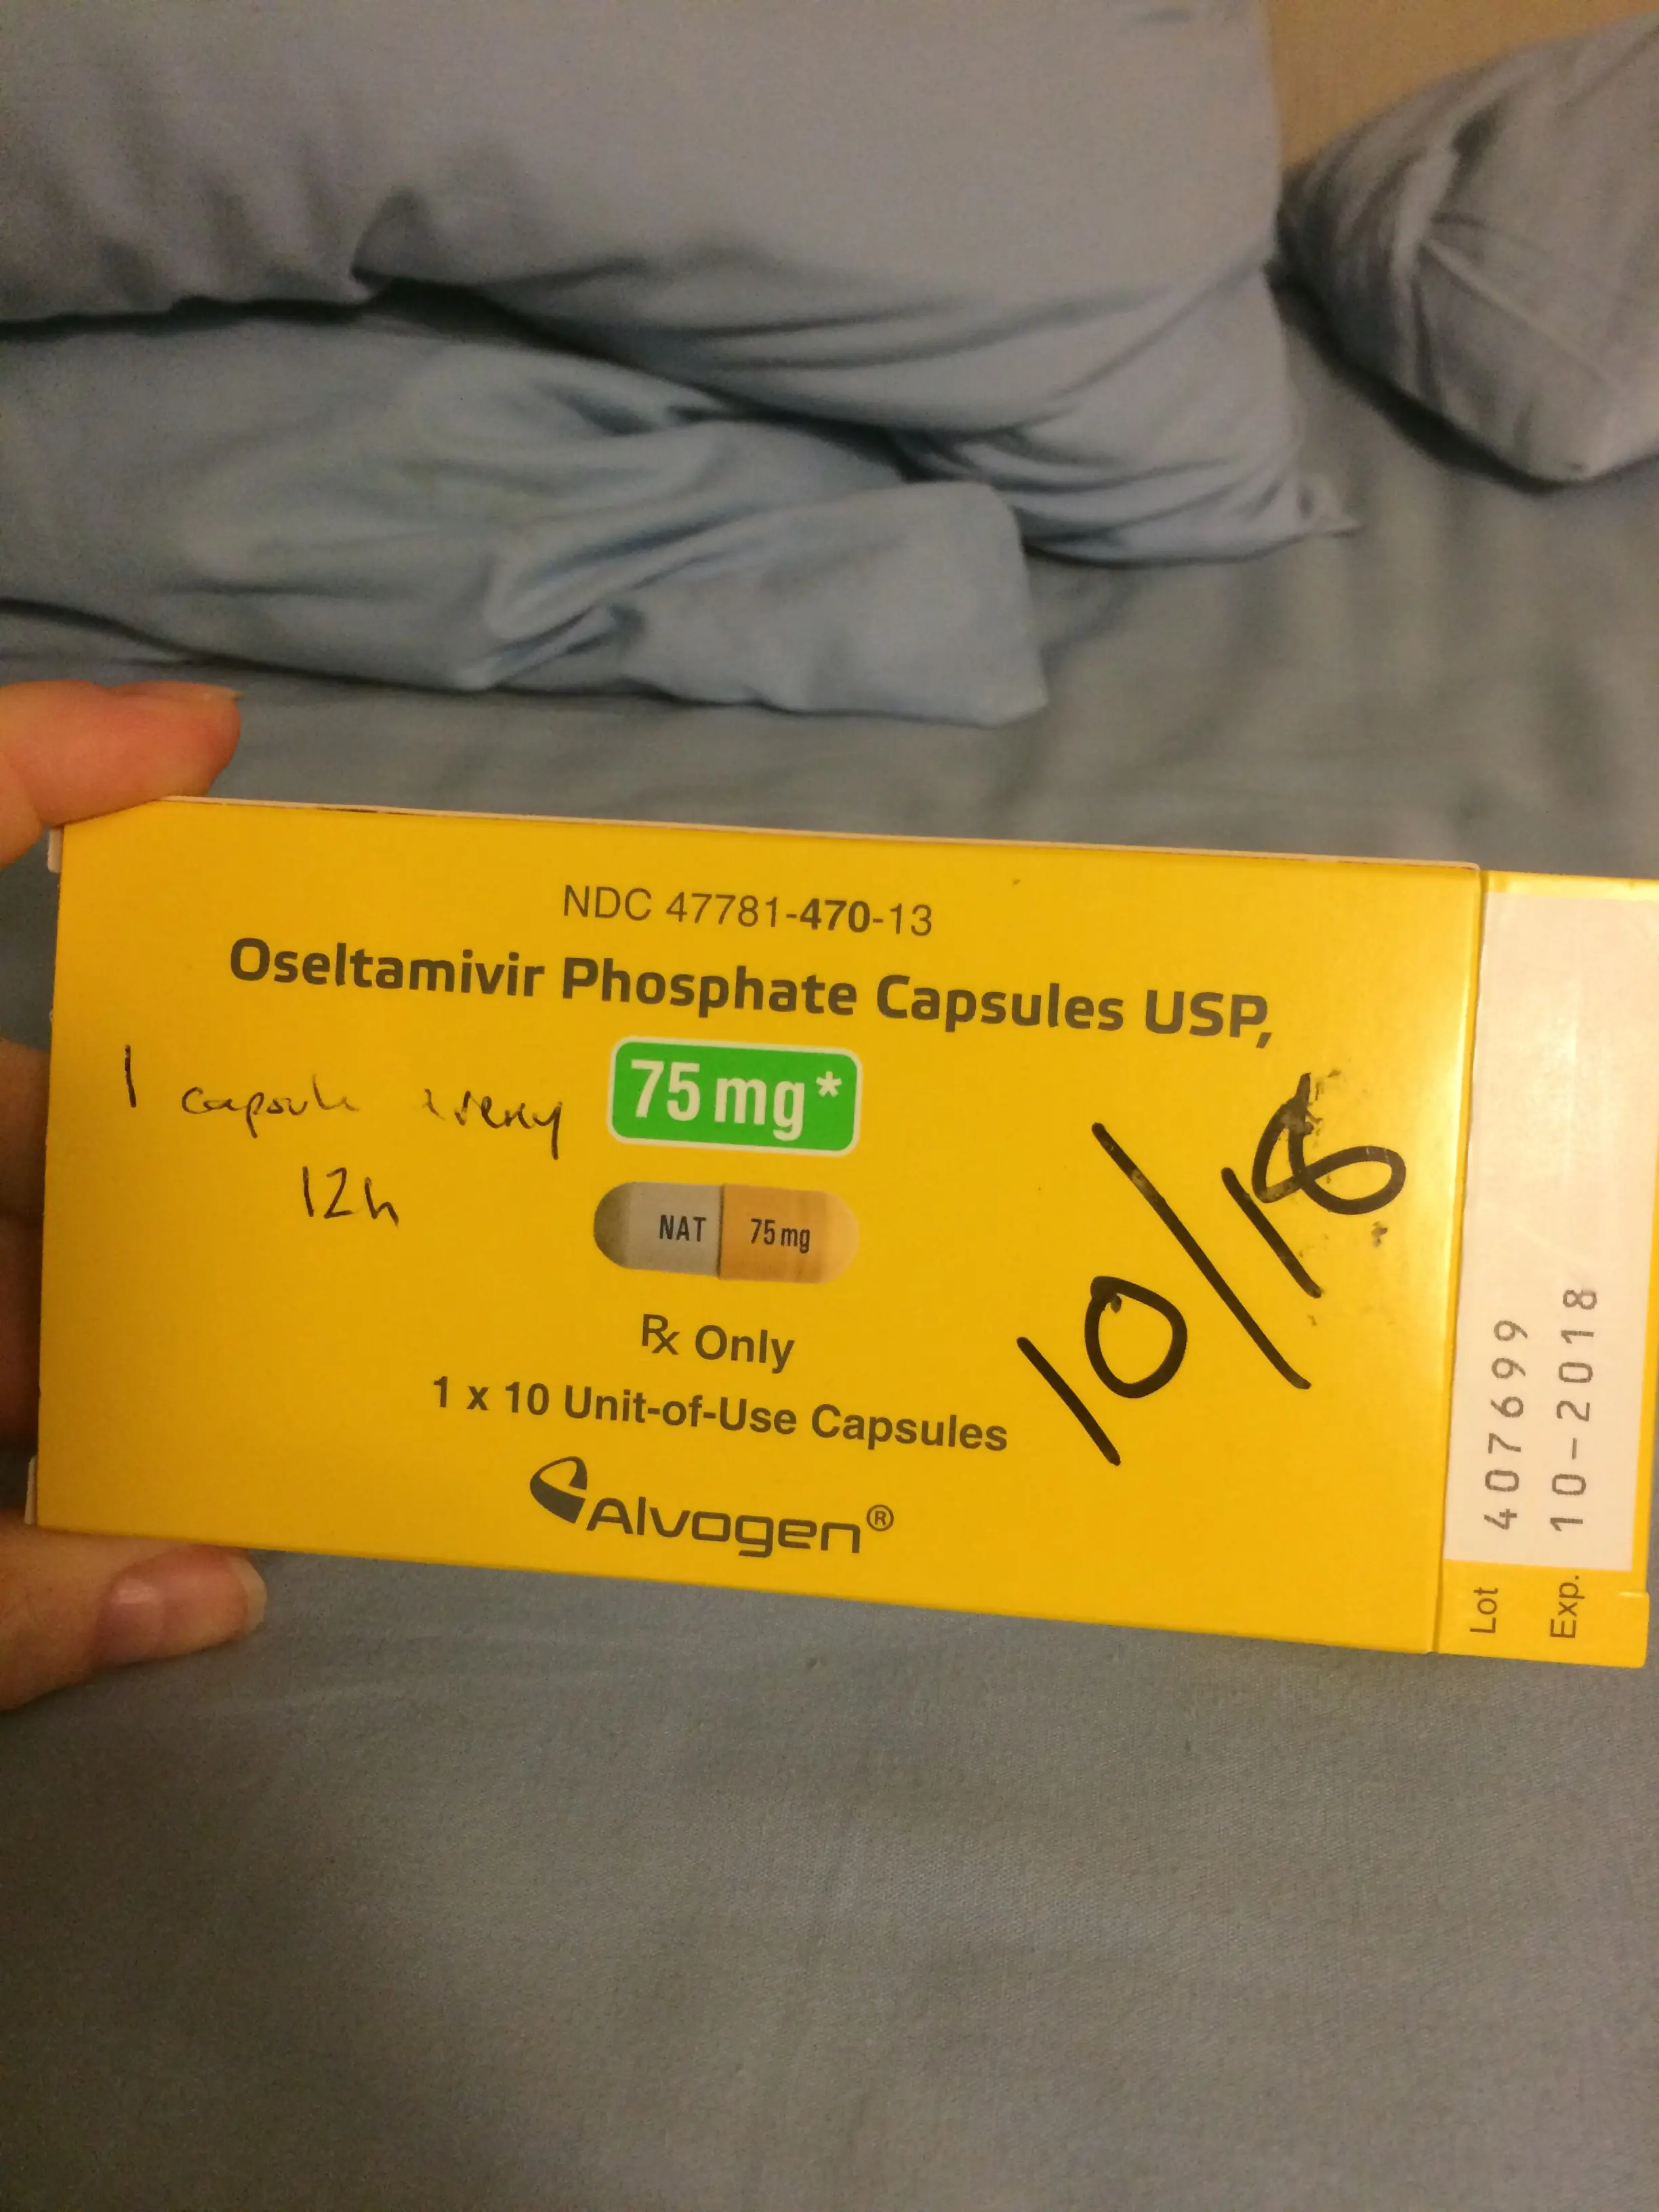 NDC 47781-470-13
Oseltamivir Phosphate Capsules USP,
75 mg*
1 capsule every
12h
NAT 75 mg
Rx Only
1 x 10 Unit-of-Use Capsules
Alvogen®
10/18
Lot 407699
Exp. 10-2018